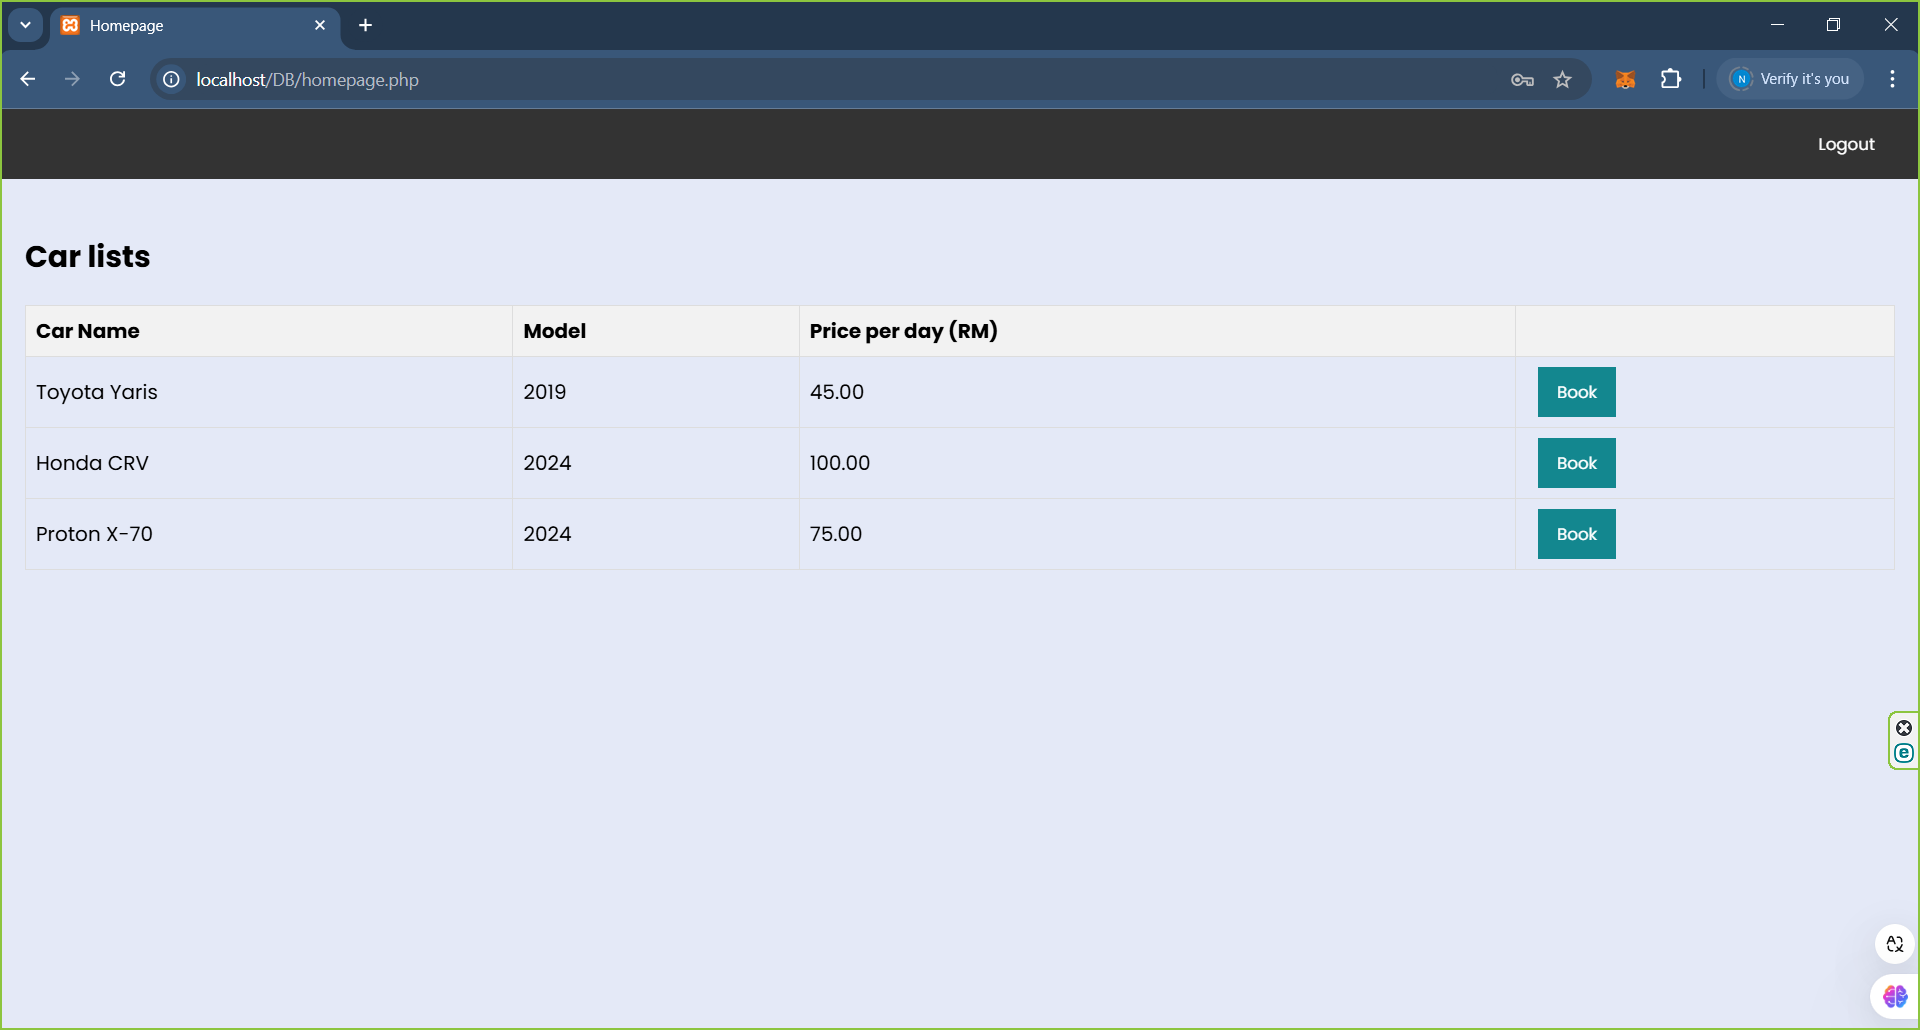 Homepage
localhost/DB/homepage.php
N Verify it's you
Logout
Car lists
Car Name Model Price per day (RM)
Toyota Yaris 2019 45.00 Book
Honda CRV 2024 100.00 Book
Proton X-70 2024 75.00 Book